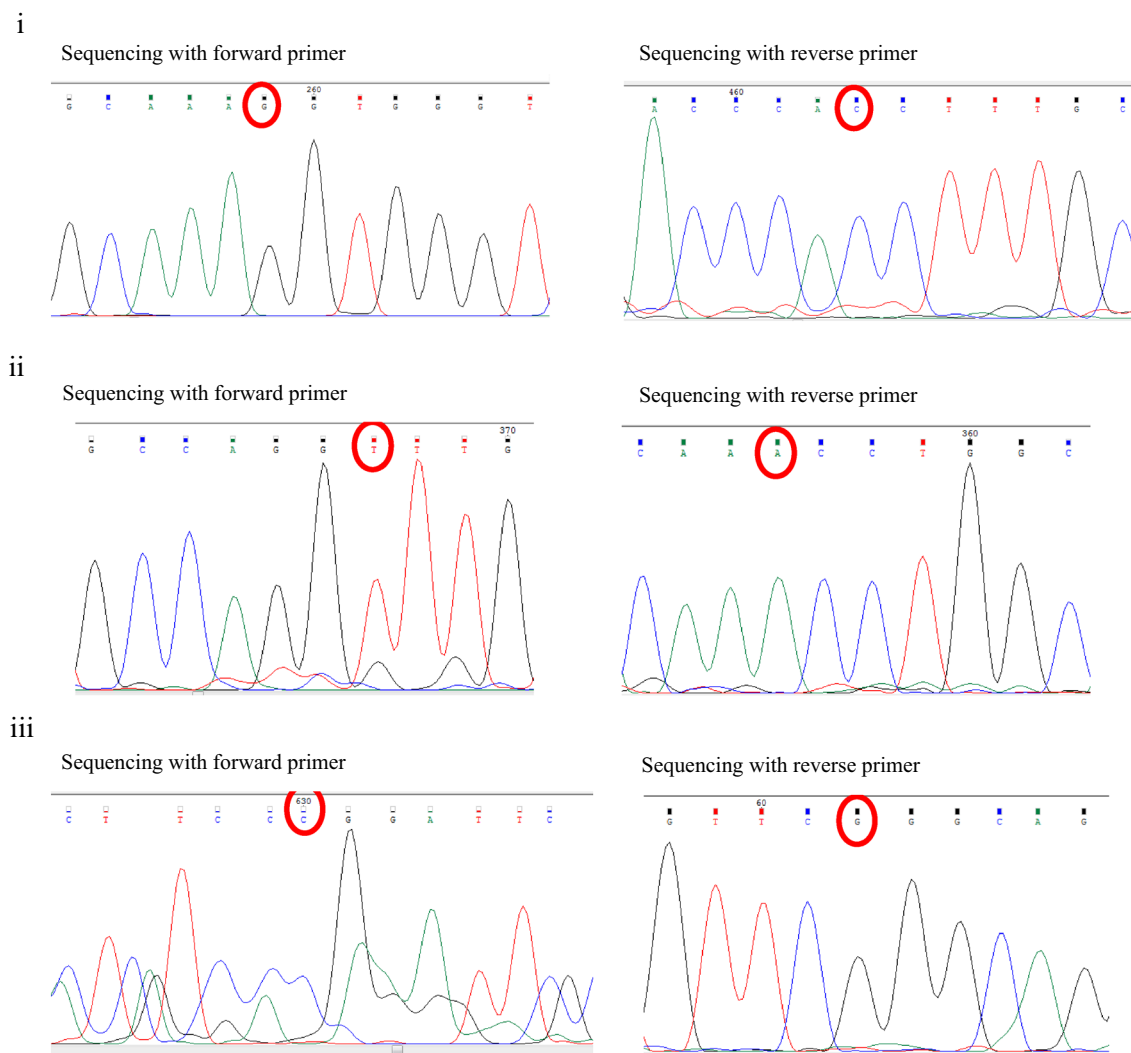 i
Sequencing with forward primer
Sequencing with reverse primer
260
G C A A A G G T G G G T
460
A C C C A C C T T T G C
ii
Sequencing with forward primer
Sequencing with reverse primer
370
G C C A G G T T T G
360
C A A A C C T G G C
iii
Sequencing with forward primer
Sequencing with reverse primer
630
C T T C C C G G A T T C
60
G T T C G G G C A G